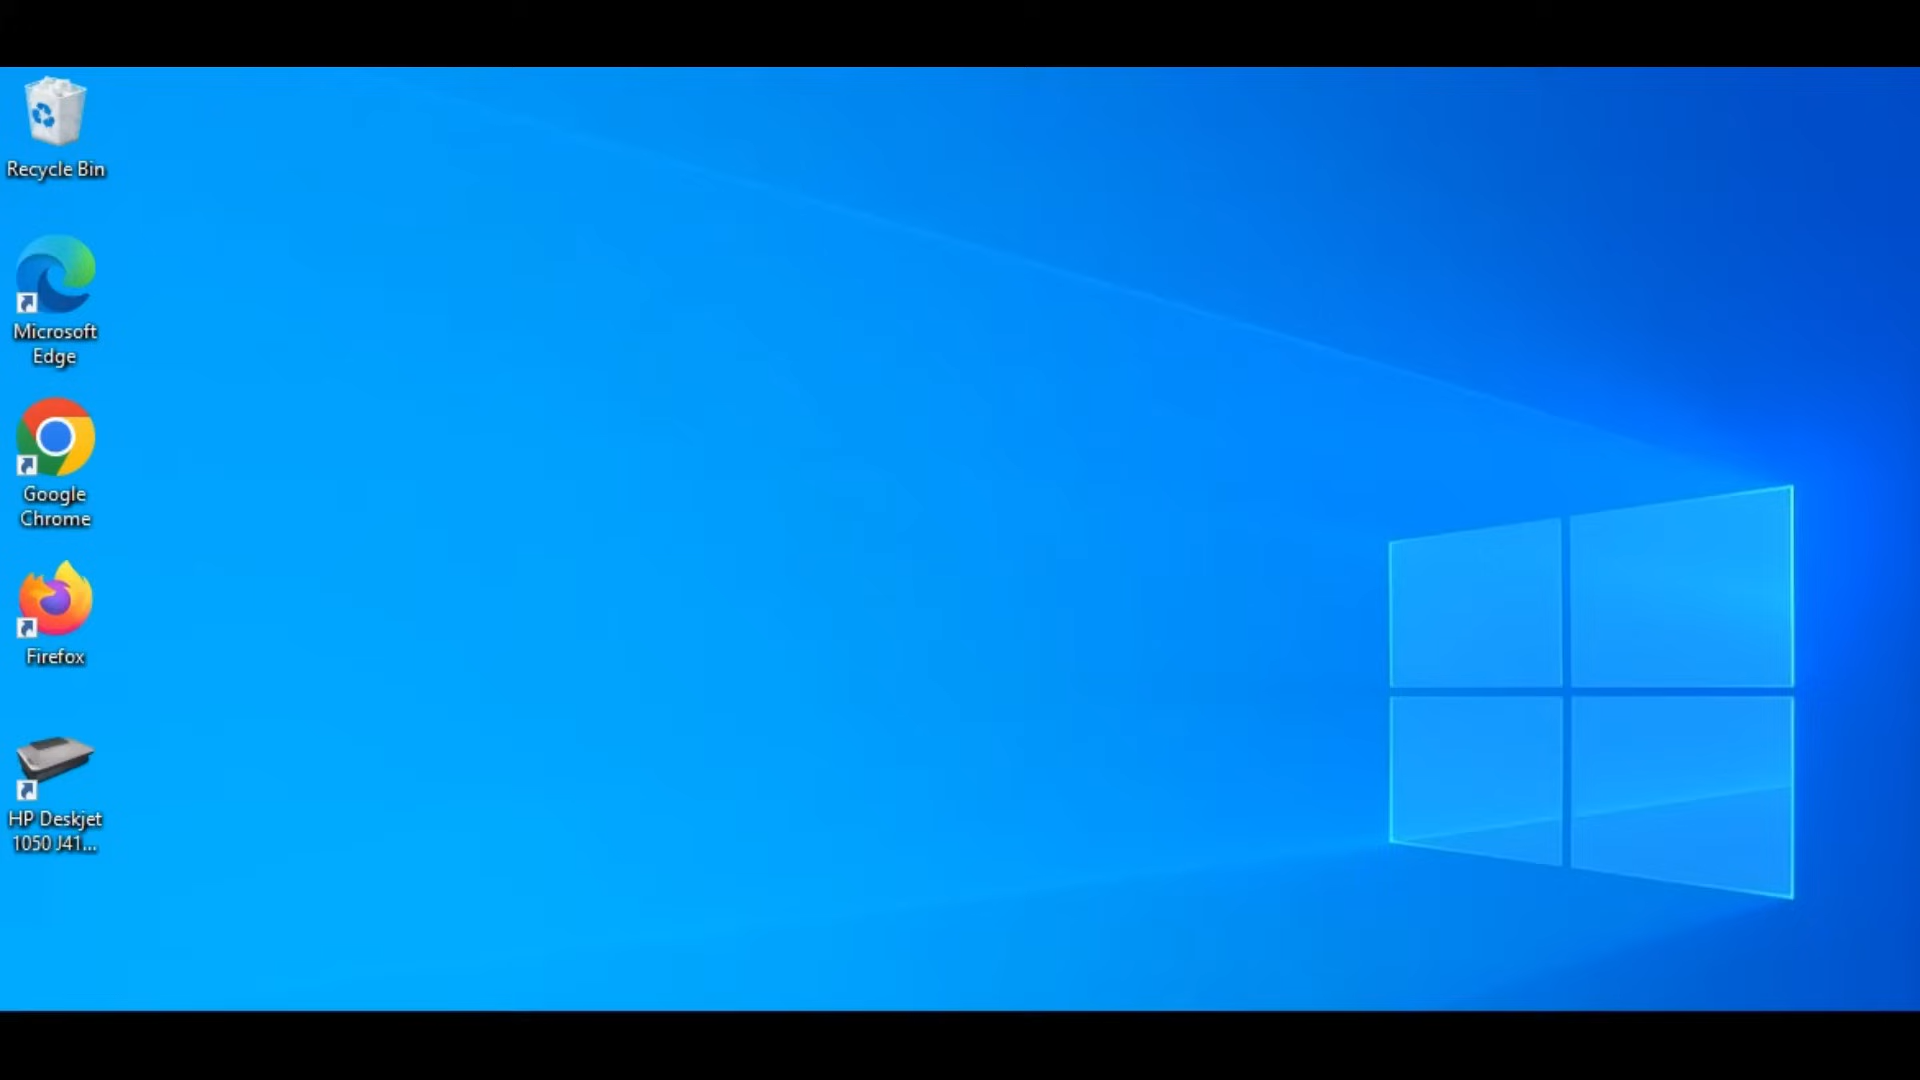 Recycle Bin
Microsoft
Edge
Google
Chrome
Firefox
HP Deskjet
1050 J41...